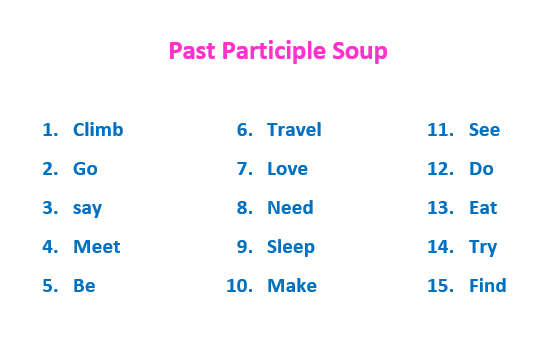 Past Participle Soup
1. Climb
2. Go
3. say
4. Meet
5. Be
6. Travel
7. Love
8. Need
9. Sleep
10. Make
11. See
12. Do
13. Eat
14. Try
15. Find